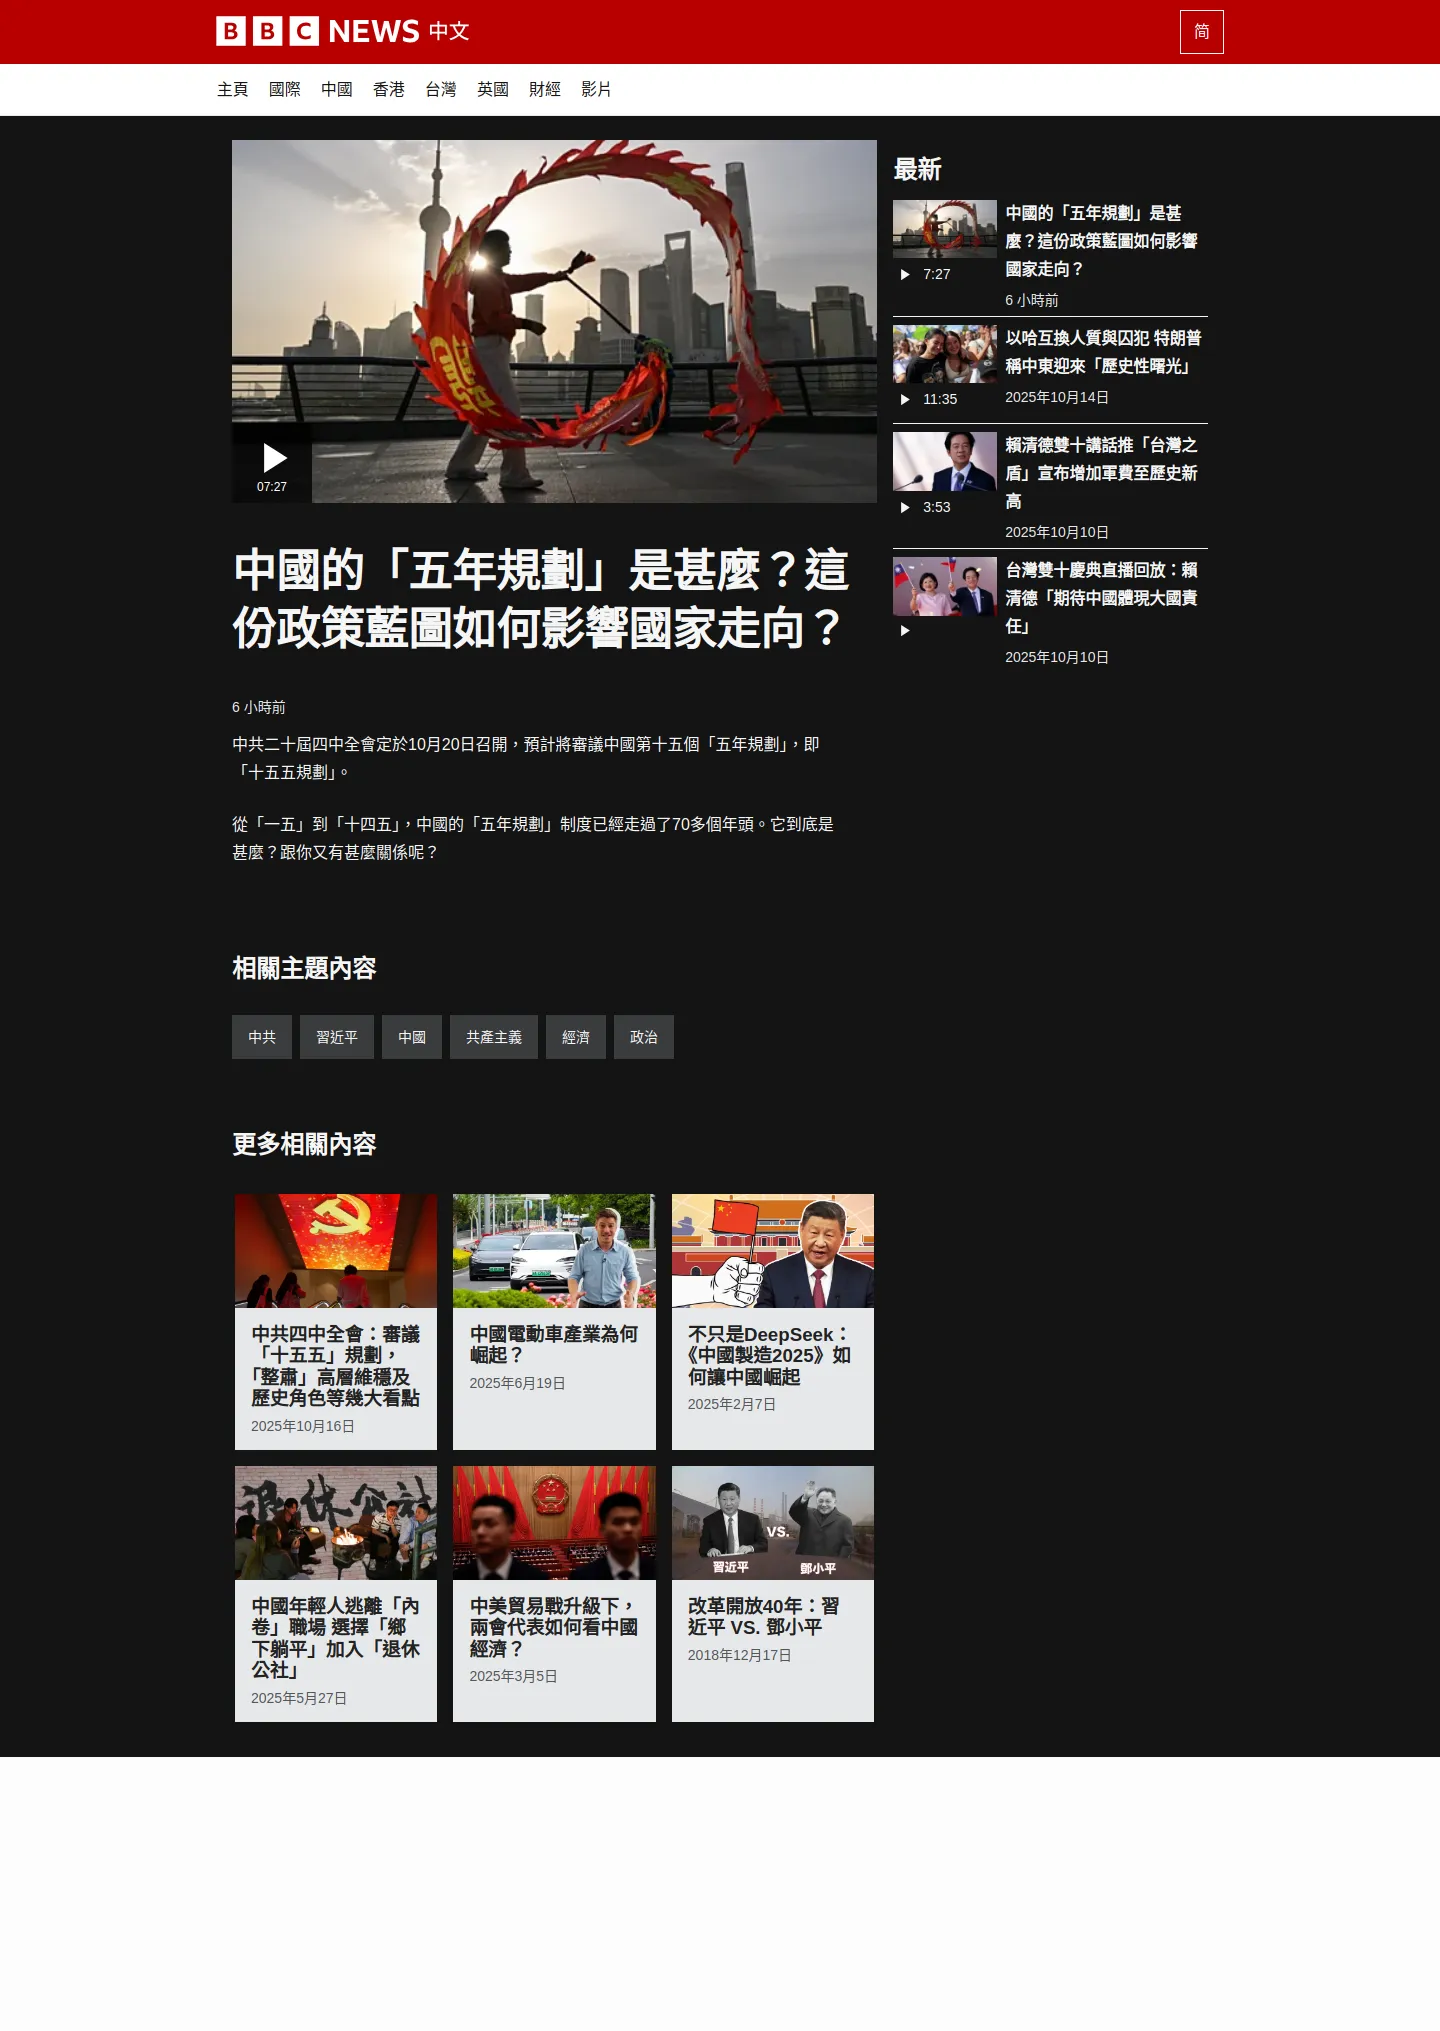 BBC NEWS 中文
简
主頁 國際 中國 香港 台灣 英國 財經 影片
07:27
中國的「五年規劃」是甚麼？這
份政策藍圖如何影響國家走向？
6 小時前
中共二十屆四中全會定於10月20日召開，預計將審議中國第十五個「五年規劃」，即
「十五五規劃」。
從「一五」到「十四五」，中國的「五年規劃」制度已經走過了70多個年頭。它到底是
甚麼？跟你又有甚麼關係呢？
最新
中國的「五年規劃」是甚
麼？這份政策藍圖如何影響
國家走向？
7:27
6 小時前
以哈互換人質與囚犯 特朗普
稱中東迎來「歷史性曙光」
11:35
2025年10月14日
賴清德雙十講話推「台灣之
盾」宣布增加軍費至歷史新
高
3:53
2025年10月10日
台灣雙十慶典直播回放：賴
清德「期待中國體現大國責
任」
2025年10月10日
相關主題內容
中共 習近平 中國 共產主義 經濟 政治
更多相關內容
中共四中全會：審議
「十五五」規劃，
「整肅」高層維穩及
歷史角色等幾大看點
2025年10月16日
中國電動車產業為何
崛起？
2025年6月19日
不只是DeepSeek：
《中國製造2025》如
何讓中國崛起
2025年2月7日
退休公社
中國年輕人逃離「內
卷」職場 選擇「鄉
下躺平」加入「退休
公社」
2025年5月27日
中美貿易戰升級下，
兩會代表如何看中國
經濟？
2025年3月5日
vs.
習近平
鄧小平
改革開放40年：習
近平 VS. 鄧小平
2018年12月17日